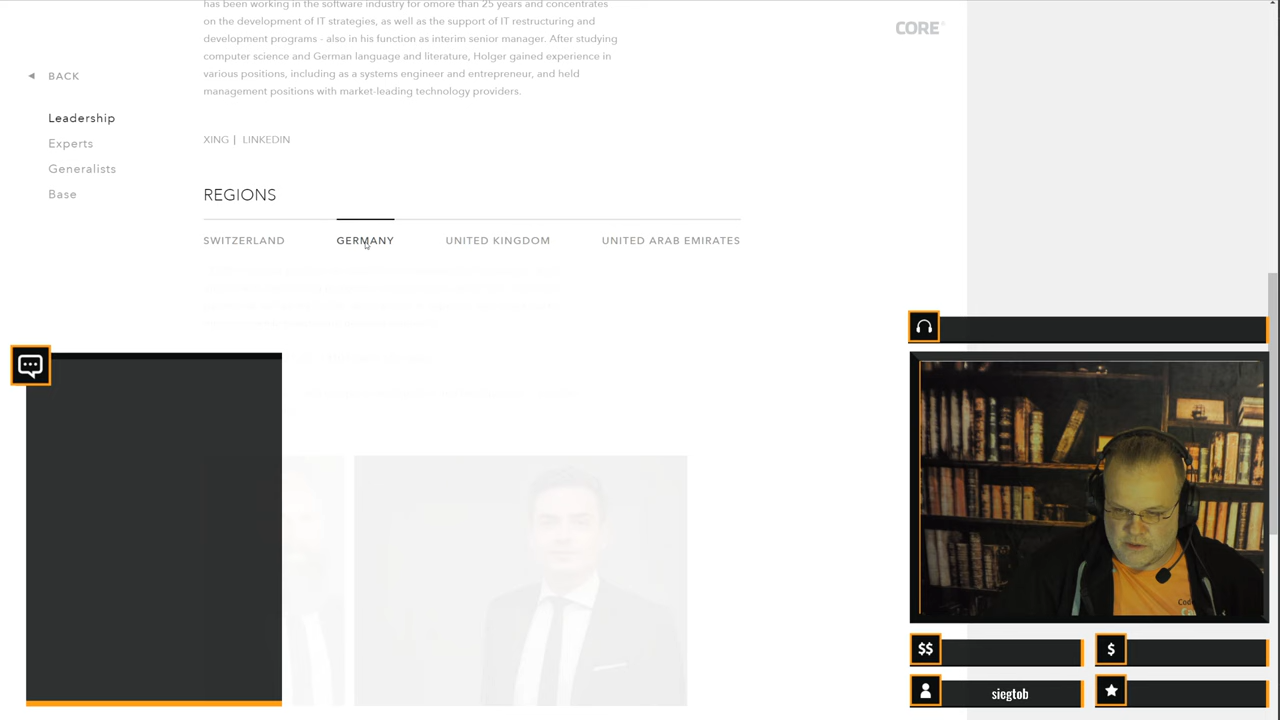 has been working in the software industry for omore than 25 years and concentrates
on the development of IT strategies, as well as the support of IT restructuring and
development programs - also in his function as interim senior manager. After studying
computer science and German language and literature, Holger gained experience in
various positions, including as a systems engineer and entrepreneur, and held
management positions with market-leading technology providers.
CORE
BACK
Leadership
Experts
Generalists
Base
XING | LINKEDIN
REGIONS
SWITZERLAND GERMANY UNITED KINGDOM UNITED ARAB EMIRATES
$$
$
siegtob